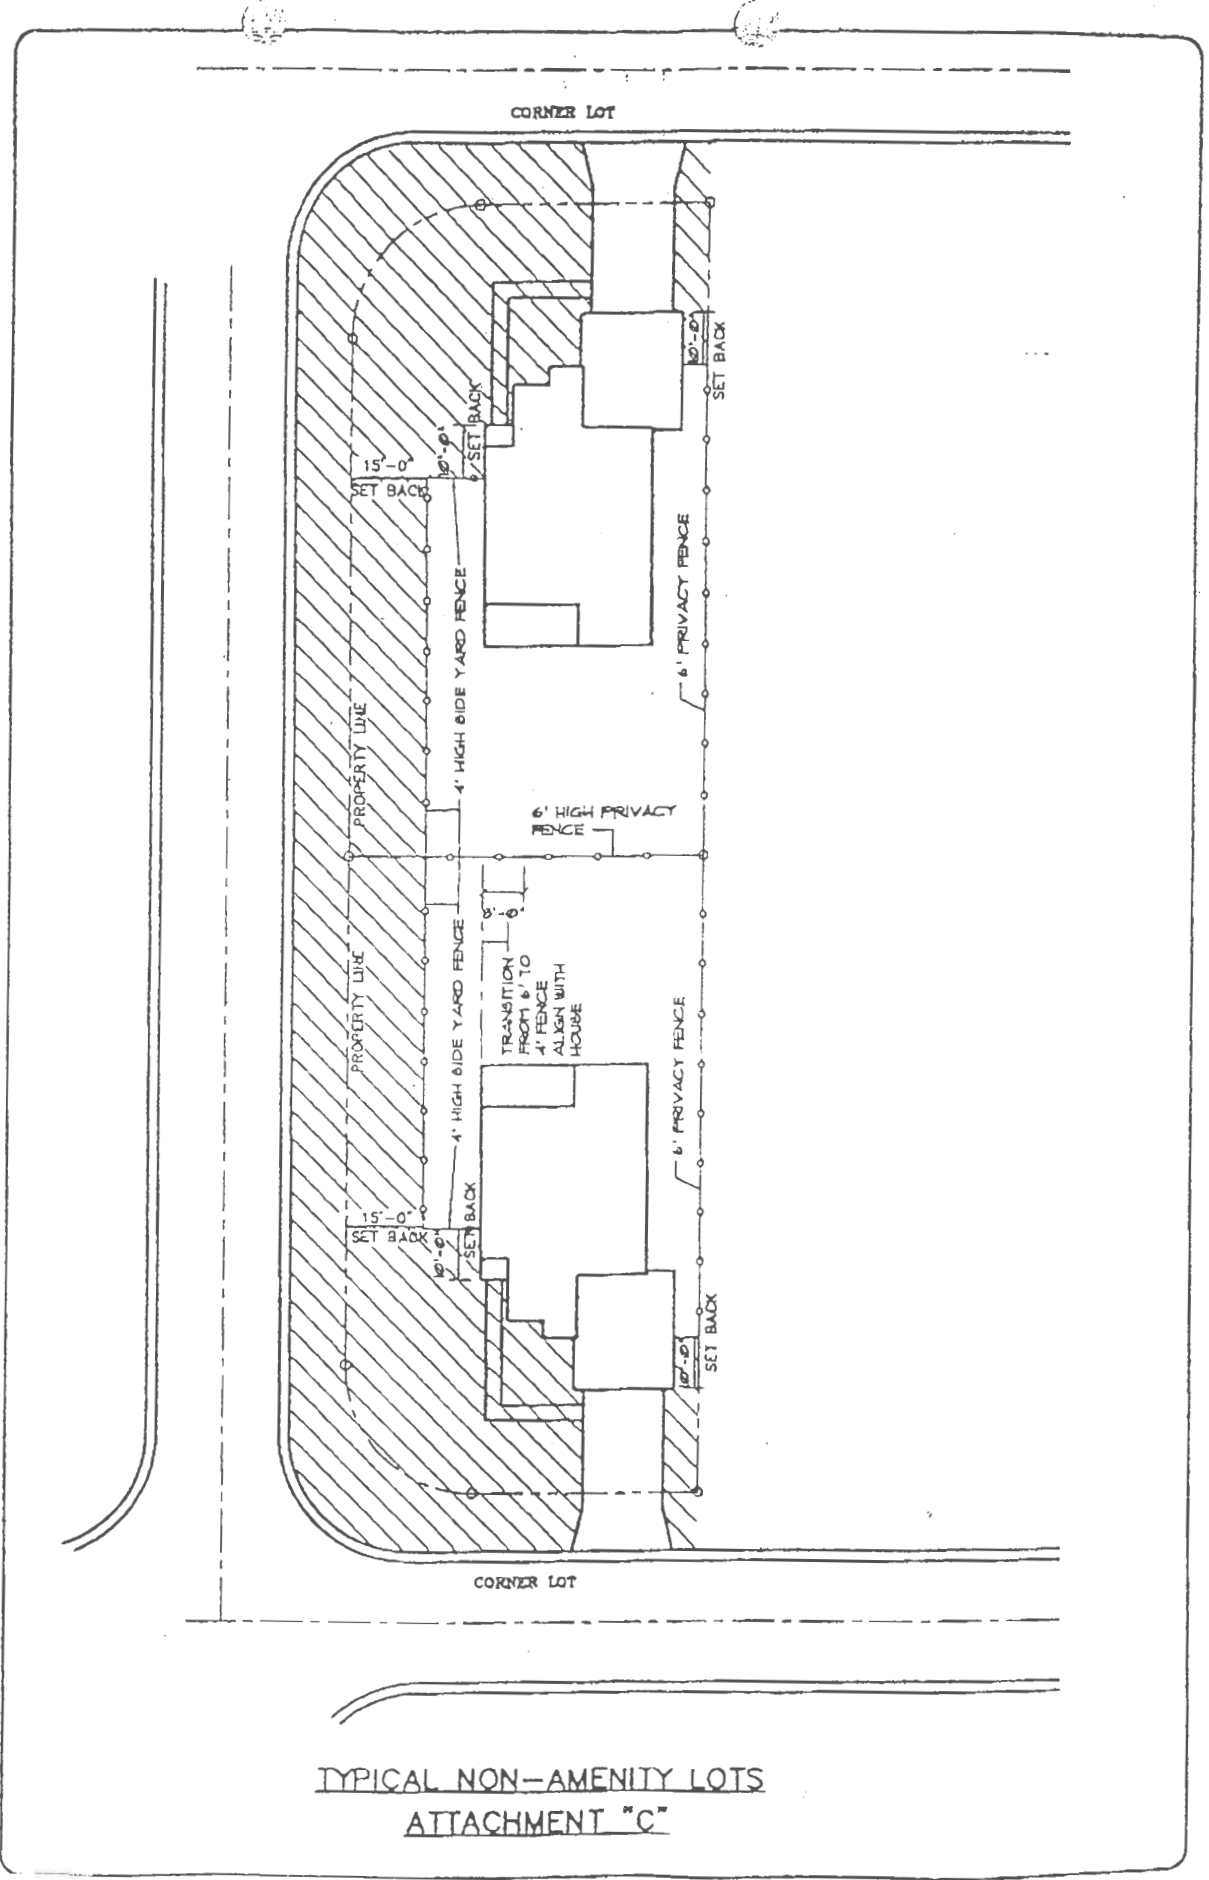 CORNER LOT
10'-0"
SET BACK
SET BACK
10'-0"
15'-0"
SET BACK
6' PRIVACY FENCE
4' HIGH SIDE YARD FENCE
PROPERTY LINE
6' HIGH PRIVACY
FENCE
PROPERTY LINE
4' HIGH SIDE YARD FENCE
TRANSITION
FROM 6' TO
4' FENCE
ALIGN WITH
HOUSE
6' PRIVACY FENCE
15'-0"
SET BACK
10'-0"
SET BACK
10'-0"
SET BACK
CORNER LOT
TYPICAL NON-AMENITY LOTS
ATTACHMENT "C"